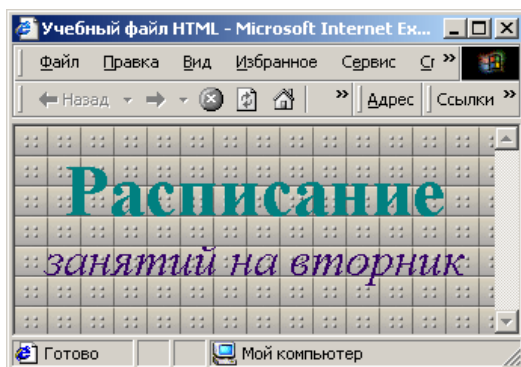 Учебный файл HTML - Microsoft Internet Ex...
Файл Правка Вид Избранное Сервис »
Назад » Адрес Ссылки »
Расписание
занятий на вторник
Готово Мой компьютер